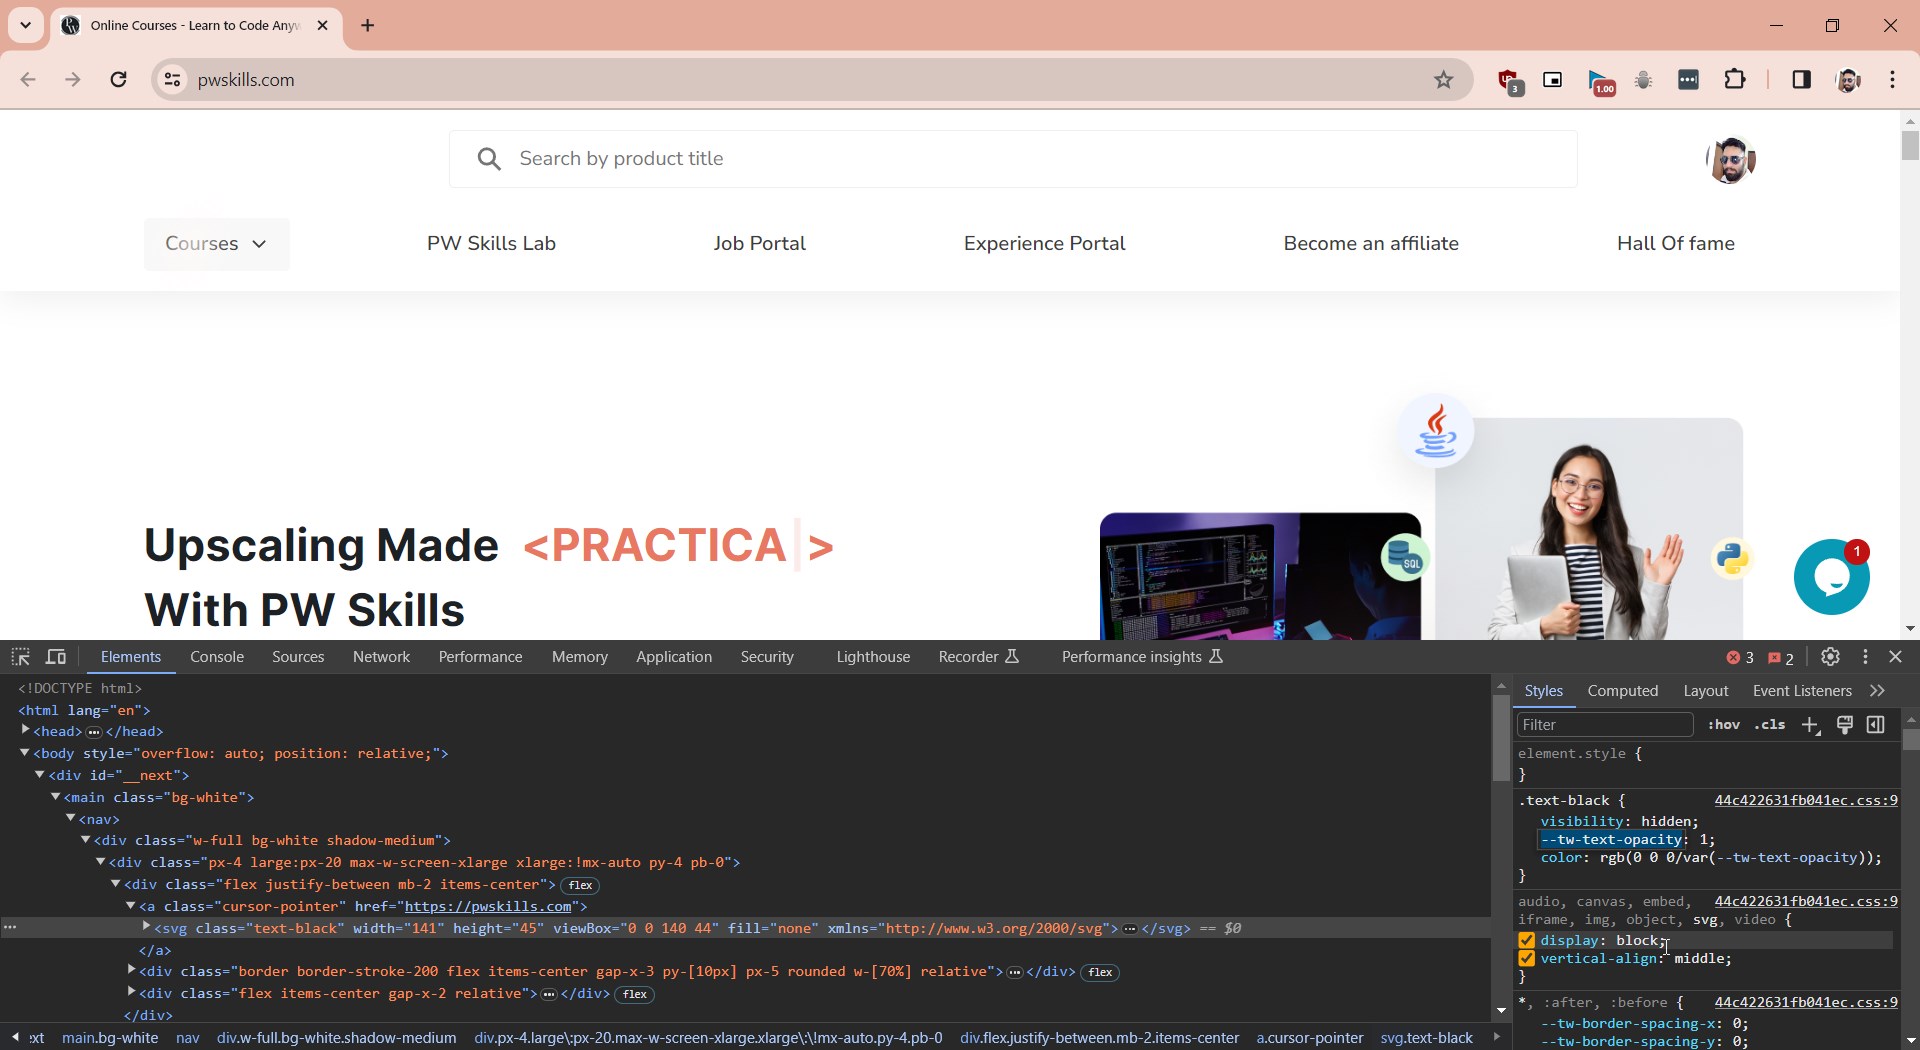 Online Courses - Learn to Code Anyw
pwskills.com
3
1.00
Search by product title
Courses
PW Skills Lab
Job Portal
Experience Portal
Become an affiliate
Hall Of fame
Upscaling Made <PRACTICA >
With PW Skills
SQL
1
Elements
Console
Sources
Network
Performance
Memory
Application
Security
Lighthouse
Recorder
Performance insights
3
2
<!DOCTYPE html>
<html lang="en">
<head> ••• </head>
<body style="overflow: auto; position: relative;">
<div id="__next">
<main class="bg-white">
<nav>
<div class="w-full bg-white shadow-medium">
<div class="px-4 large:px-20 max-w-screen-xlarge xlarge:!mx-auto py-4 pb-0">
<div class="flex justify-between mb-2 items-center"> flex
<a class="cursor-pointer" href="https://pwskills.com">
<svg class="text-black" width="141" height="45" viewBox="0 0 140 44" fill="none" xmlns="http://www.w3.org/2000/svg"> ••• </svg> == $0
</a>
<div class="border border-stroke-200 flex items-center gap-x-3 py-[10px] px-5 rounded w-[70%] relative"> ••• </div> flex
<div class="flex items-center gap-x-2 relative"> ••• </div> flex
</div>
ext main.bg-white nav div.w-full.bg-white.shadow-medium div.px-4.large\:px-20.max-w-screen-xlarge.xlarge\:\!mx-auto.py-4.pb-0 div.flex.justify-between.mb-2.items-center a.cursor-pointer svg.text-black
Styles
Computed
Layout
Event Listeners
Filter
:hov .cls
element.style {
}
.text-black { 44c422631fb041ec.css:9
visibility: hidden;
--tw-text-opacity: 1;
color: rgb(0 0 0/var(--tw-text-opacity));
}
audio, canvas, embed, 44c422631fb041ec.css:9
iframe, img, object, svg, video {
display: block;
vertical-align: middle;
}
*, :after, :before { 44c422631fb041ec.css:9
--tw-border-spacing-x: 0;
--tw-border-spacing-y: 0;